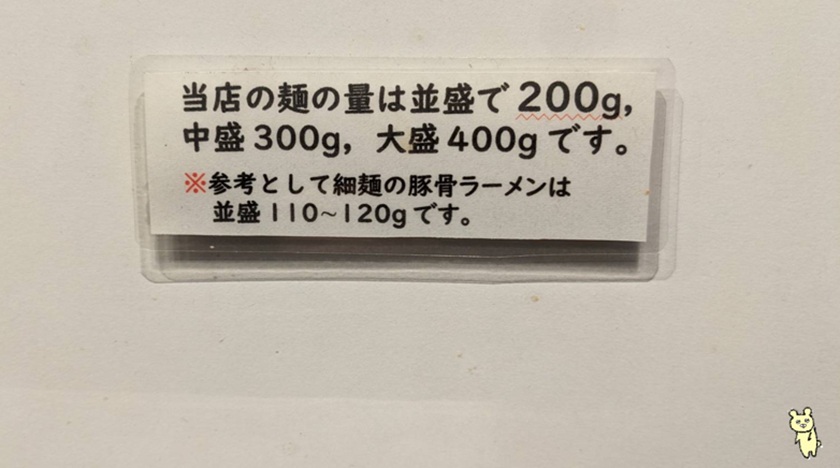 当店の麺の量は並盛で200g,
中盛300g, 大盛400gです。
※参考として細麺の豚骨ラーメンは
並盛110~120gです。